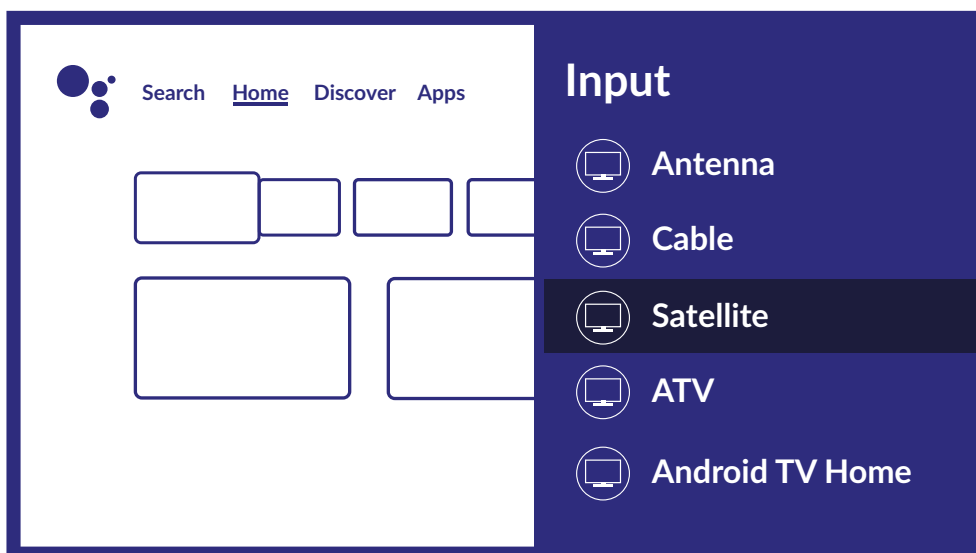 Search Home Discover Apps
Input
Antenna
Cable
Satellite
ATV
Android TV Home